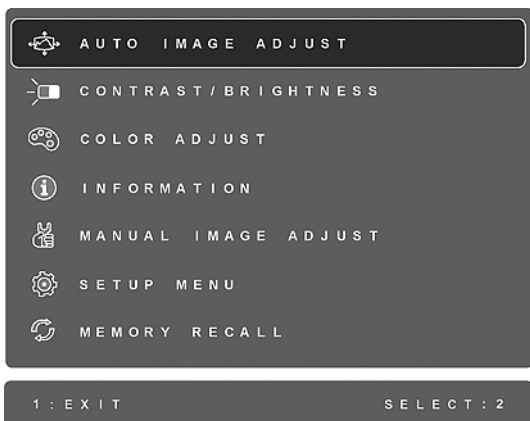 AUTO IMAGE ADJUST
CONTRAST/BRIGHTNESS
COLOR ADJUST
INFORMATION
MANUAL IMAGE ADJUST
SETUP MENU
MEMORY RECALL
1:EXIT SELECT:2